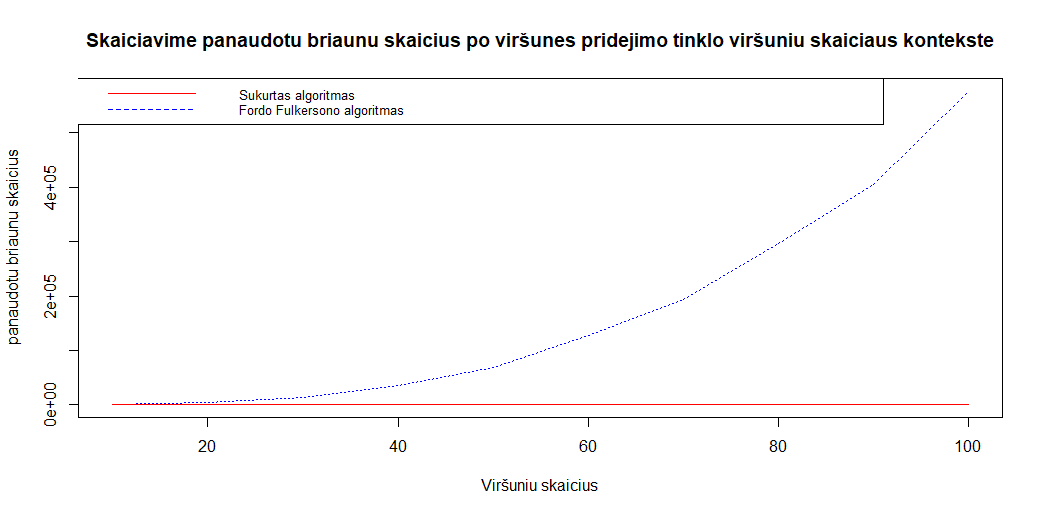 Skaiciavime panaudotu briaunu skaicius po viršunes pridejimo tinklo viršuniu skaiciaus kontekste
Sukurtas algoritmas
Fordo Fulkersono algoritmas
panaudotu briaunu skaicius
4e+05
2e+05
0e+00
20 40 60 80 100
Viršuniu skaicius